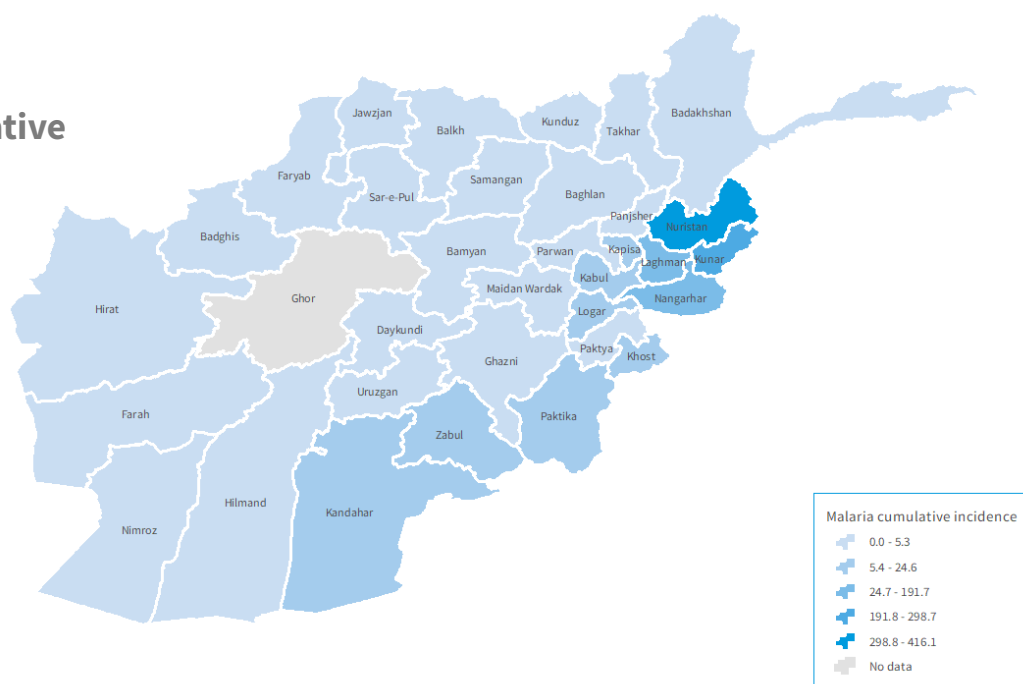 ative
Jawzjan
Balkh
Kunduz
Takhar
Badakhshan
Faryab
Sar-e-Pul
Samangan
Baghlan
Panjsher
Nuristan
Badghis
Bamyan
Parwan
Kapisa
Laghman
Kunar
Hirat
Ghor
Maidan Wardak
Kabul
Nangarhar
Logar
Daykundi
Paktya
Khost
Ghazni
Uruzgan
Farah
Paktika
Zabul
Hilmand
Kandahar
Nimroz
Malaria cumulative incidence
0.0 - 5.3
5.4 - 24.6
24.7 - 191.7
191.8 - 298.7
298.8 - 416.1
No data